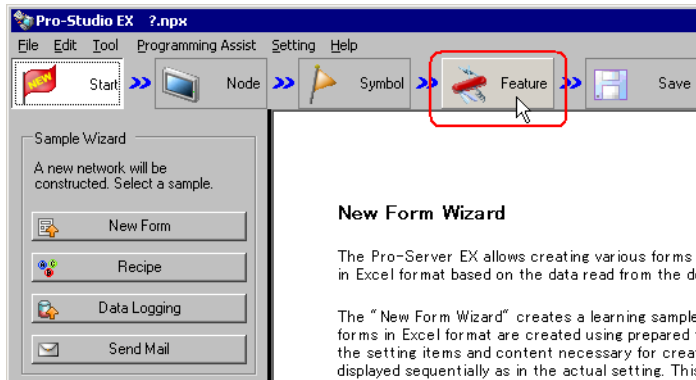 Pro-Studio EX ?.npx
File Edit Tool Programming Assist Setting Help
NEW Start Node Symbol Feature Save
Sample Wizard
A new network will be
constructed. Select a sample.
New Form
Recipe
Data Logging
Send Mail
New Form Wizard
The Pro-Server EX allows creating various forms
in Excel format based on the data read from the
The "New Form Wizard" creates a learning sample
forms in Excel format are created using prepared
the setting items and content necessary for
displayed sequentially as in the actual setting.